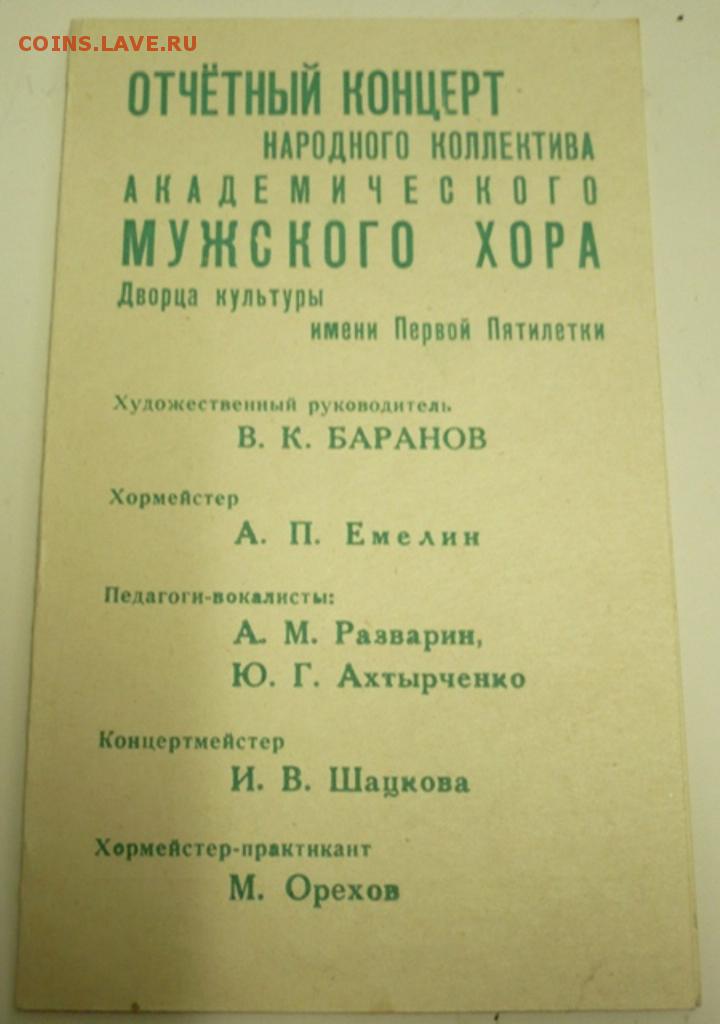 COINS.LAVE.RU
ОТЧЁТНЫЙ КОНЦЕРТ
НАРОДНОГО КОЛЛЕКТИВА
АКАДЕМИЧЕСКОГО
МУЖСКОГО ХОРА
Дворца культуры
имени Первой Пятилетки
Художественный руководитель
В. К. БАРАНОВ
Хормейстер
А. П. Емелин
Педагоги-вокалисты:
А. М. Разварин,
Ю. Г. Ахтырченко
Концертмейстер
И. В. Шацкова
Хормейстер-практикант
М. Орехов